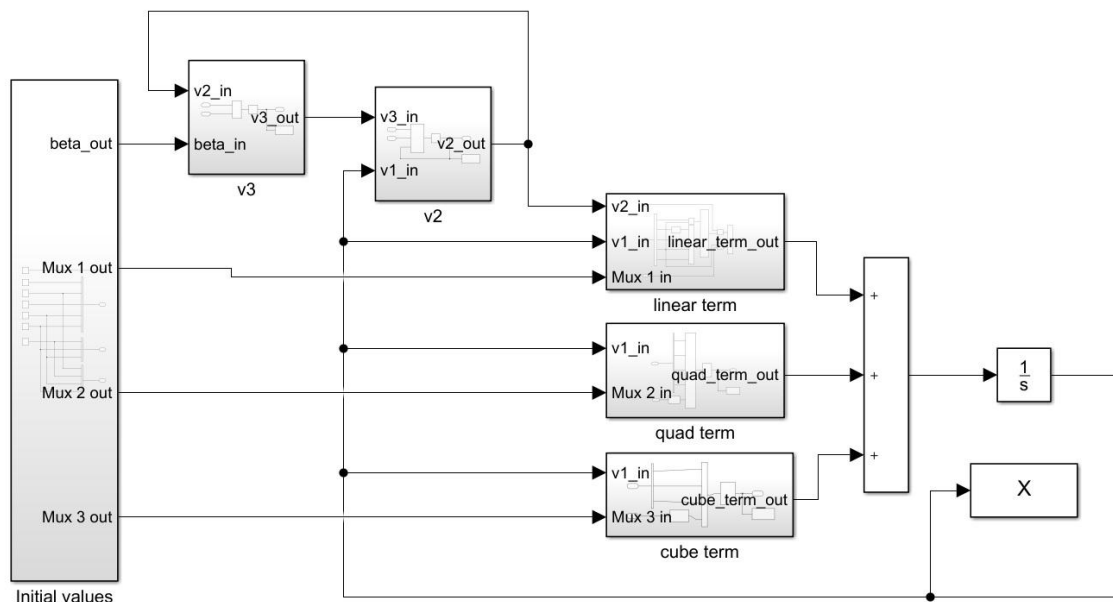 v2_in
v3_out
beta_in
v3
v3_in
v2_out
v1_in
v2
beta_out
Mux 1 out
Mux 2 out
Mux 3 out
Initial values
v2_in
v1_in
linear_term_out
Mux 1 in
linear term
v1_in
quad_term_out
Mux 2 in
quad term
v1_in
cube_term_out
Mux 3 in
cube term
+
+
+
1
s
X